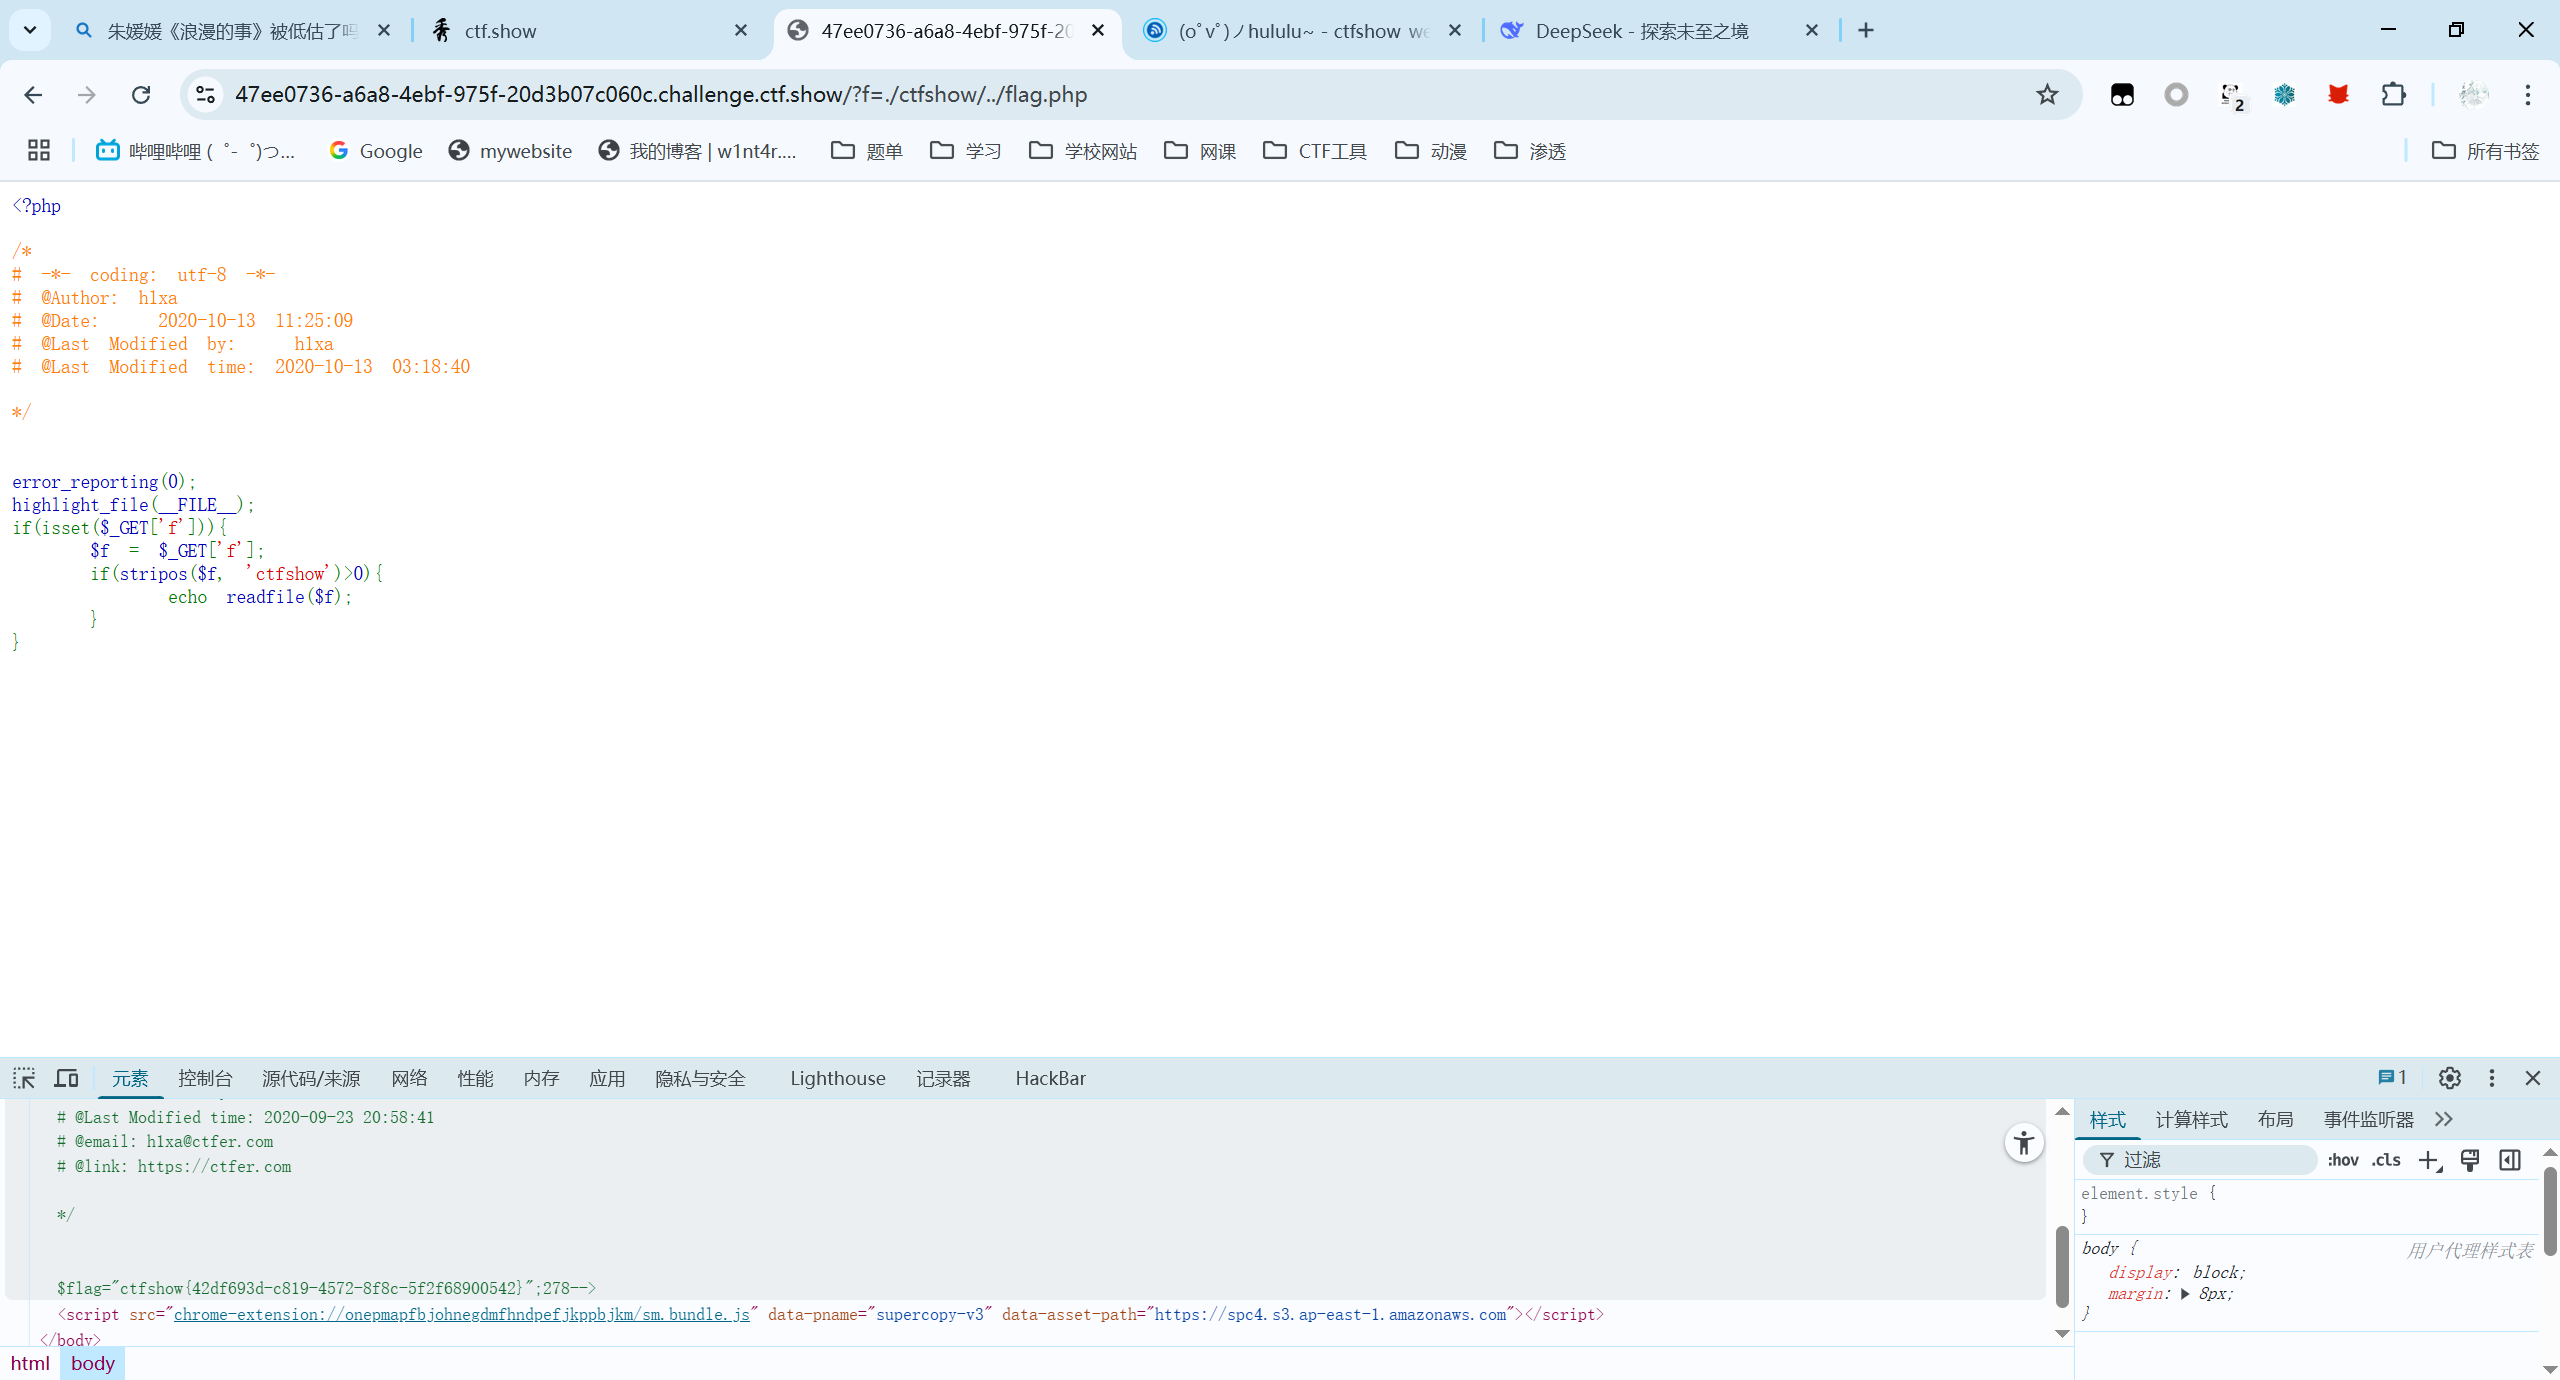 朱媛媛《浪漫的事》被低估了吗
ctf.show
47ee0736-a6a8-4ebf-975f-20
(oﾟvﾟ)ノhululu~ - ctfshow we
DeepSeek - 探索未至之境
47ee0736-a6a8-4ebf-975f-20d3b07c060c.challenge.ctf.show/?f=./ctfshow/../flag.php
2
哔哩哔哩 (゜-゜)つ...
Google
mywebsite
我的博客 | w1nt4r....
题单
学习
学校网站
网课
CTF工具
动漫
渗透
所有书签
<?php
/*
# -*- coding: utf-8 -*-
# @Author: h1xa
# @Date: 2020-10-13 11:25:09
# @Last Modified by: h1xa
# @Last Modified time: 2020-10-13 03:18:40
*/
error_reporting(0);
highlight_file(__FILE__);
if(isset($_GET['f'])){
$f = $_GET['f'];
if(stripos($f, 'ctfshow')>0){
echo readfile($f);
}
}
元素 控制台 源代码/来源 网络 性能 内存 应用 隐私与安全 Lighthouse 记录器 HackBar
1
# @Last Modified time: 2020-09-23 20:58:41
# @email: h1xa@ctfer.com
# @link: https://ctfer.com
*/
$flag="ctfshow{42df693d-c819-4572-8f8c-5f2f68900542}";278-->
<script src="chrome-extension://onepmapfbjohnegdmfhndpefjkppbjkm/sm.bundle.js" data-pname="supercopy-v3" data-asset-path="https://spc4.s3.ap-east-1.amazonaws.com"></script>
</body>
html body
样式 计算样式 布局 事件监听器
过滤 :hov .cls
element.style {
}
body { 用户代理样式表
display: block;
margin: ▶ 8px;
}